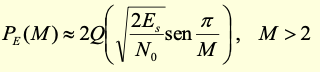 P_E(M) ≈ 2Q(√(2E_s/N_0) sen π/M), M > 2